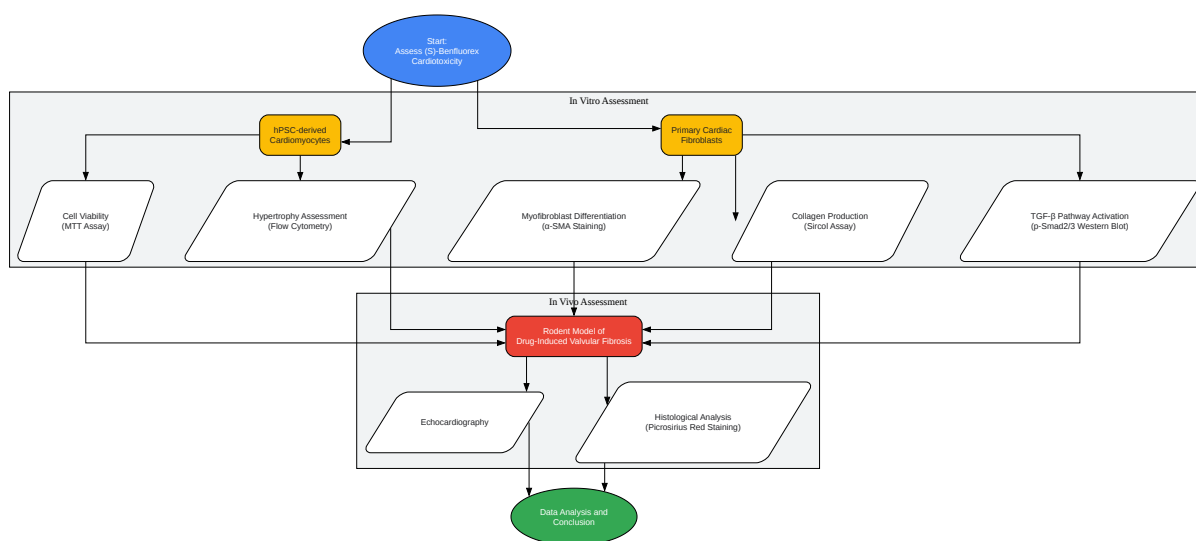 Start:
Assess (S)-Benfluorex
Cardiotoxicity
In Vitro Assessment
hPSC-derived
Cardiomyocytes
Primary Cardiac
Fibroblasts
Cell Viability
(MTT Assay)
Hypertrophy Assessment
(Flow Cytometry)
Myofibroblast Differentiation
(α-SMA Staining)
Collagen Production
(Sircol Assay)
TGF-β Pathway Activation
(p-Smad2/3 Western Blot)
In Vivo Assessment
Rodent Model of
Drug-Induced Valvular Fibrosis
Echocardiography
Histological Analysis
(Picrosirius Red Staining)
Data Analysis and
Conclusion